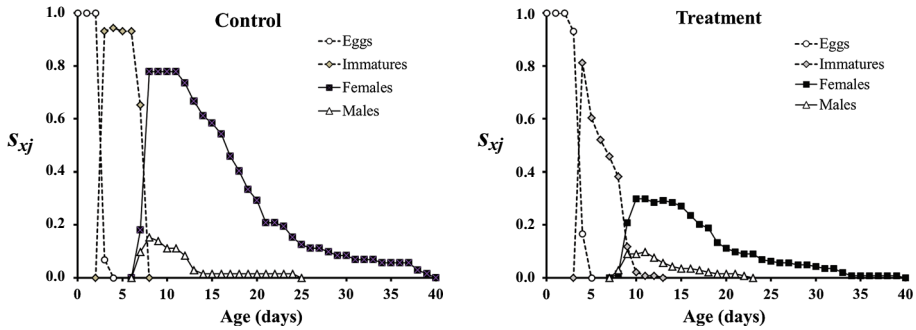 Control
Treatment
1.0
0.8
0.6
0.4
0.2
0.0
Sxj
Eggs
Immatures
Females
Males
0 5 10 15 20 25 30 35 40
Age (days)
1.0
0.8
0.6
0.4
0.2
0.0
Sxj
Eggs
Immatures
Females
Males
0 5 10 15 20 25 30 35 40
Age (days)